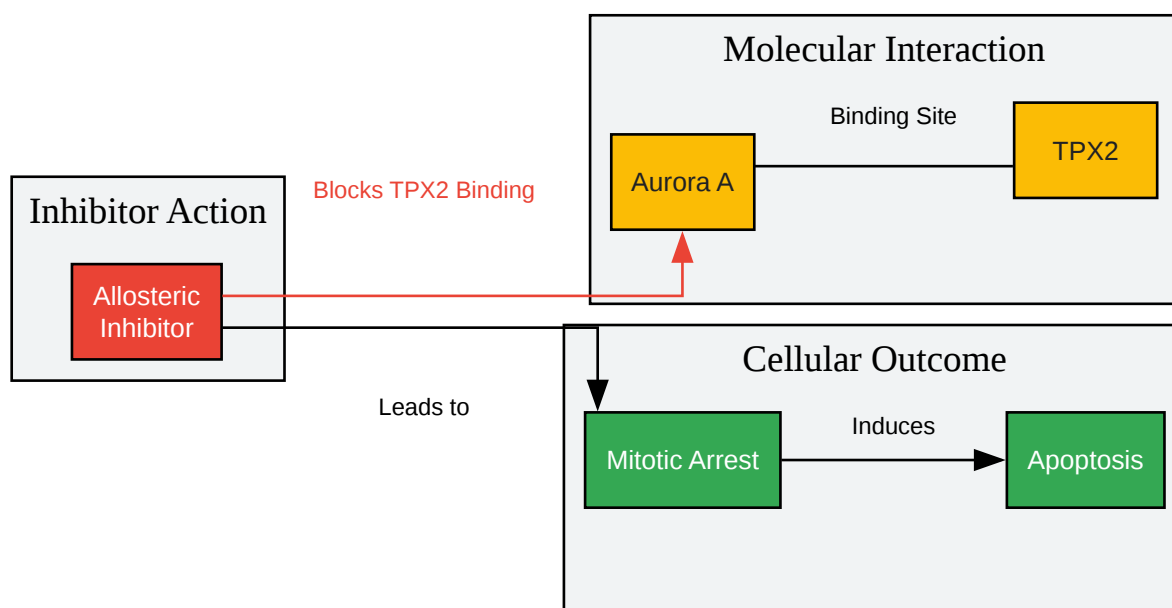 Molecular Interaction
Binding Site
TPX2
Aurora A
Blocks TPX2 Binding
Inhibitor Action
Allosteric
Inhibitor
Cellular Outcome
Leads to
Induces
Mitotic Arrest
Apoptosis